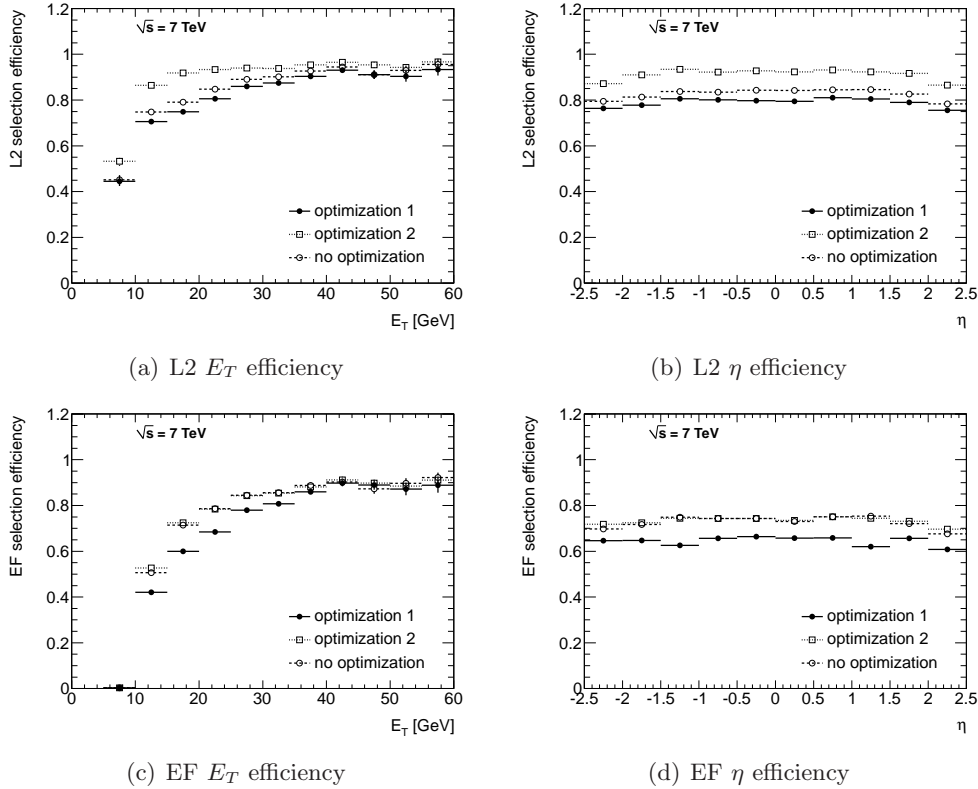 L2 selection efficiency
√s = 7 TeV
1.2
1
0.8
0.6
0.4
0.2
0
optimization 1
optimization 2
no optimization
0 10 20 30 40 50 60
E_T [GeV]
(a) L2 E_T efficiency
L2 selection efficiency
√s = 7 TeV
1.2
1
0.8
0.6
0.4
0.2
0
optimization 1
optimization 2
no optimization
-2.5 -2 -1.5 -1 -0.5 0 0.5 1 1.5 2 2.5
η
(b) L2 η efficiency
EF selection efficiency
√s = 7 TeV
1.2
1
0.8
0.6
0.4
0.2
0
optimization 1
optimization 2
no optimization
0 10 20 30 40 50 60
E_T [GeV]
(c) EF E_T efficiency
EF selection efficiency
√s = 7 TeV
1.2
1
0.8
0.6
0.4
0.2
0
optimization 1
optimization 2
no optimization
-2.5 -2 -1.5 -1 -0.5 0 0.5 1 1.5 2 2.5
η
(d) EF η efficiency